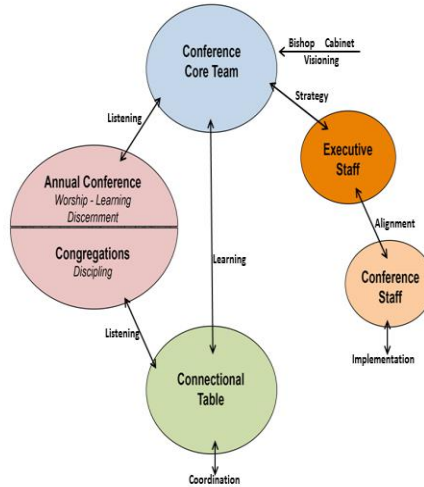 Conference
Core Team
Bishop Cabinet
Visioning
Strategy
Listening
Executive
Staff
Annual Conference
Worship - Learning
Discernment
Congregations
Discipling
Alignment
Learning
Conference
Staff
Listening
Implementation
Connectional
Table
Coordination